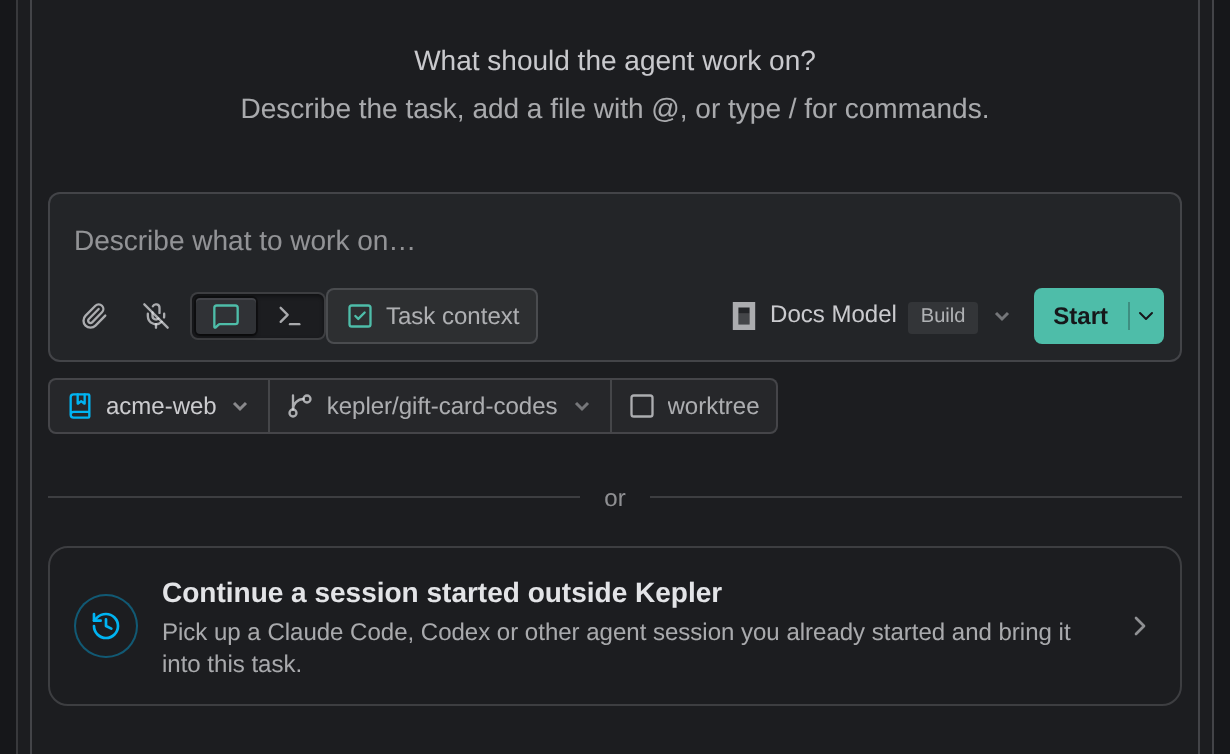 What should the agent work on?
Describe the task, add a file with @, or type / for commands.
Describe what to work on…
Task context
Docs Model
Build
Start
acme-web
kepler/gift-card-codes
worktree
or
Continue a session started outside Kepler
Pick up a Claude Code, Codex or other agent session you already started and bring it
into this task.